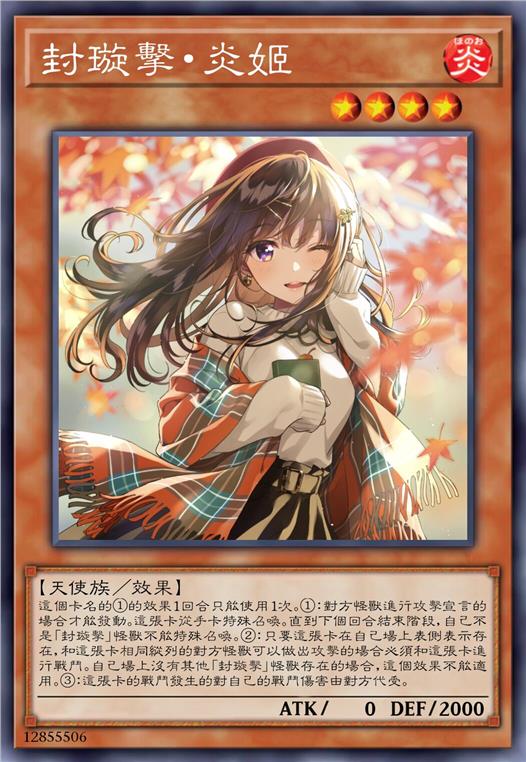 封璇擊・炎姬
ほのお
炎
【天使族／效果】
這個卡名的①的效果1回合只能使用1次。①:對方怪獸進行攻擊宣言的
場合才能發動。這張卡從手卡特殊召喚。直到下個回合結束階段,自己不
是「封璇擊」怪獸不能特殊召喚。②:只要這張卡在自己場上表側表示存
在,和這張卡相同縱列的對方怪獸可以做出攻擊的場合必須和這張卡進
行戰鬥。自己場上沒有其他「封璇擊」怪獸存在的場合,這個效果不能適
用。③:這張卡的戰鬥發生的對自己的戰鬥傷害由對方代受。
ATK/ 0 DEF/2000
12855506